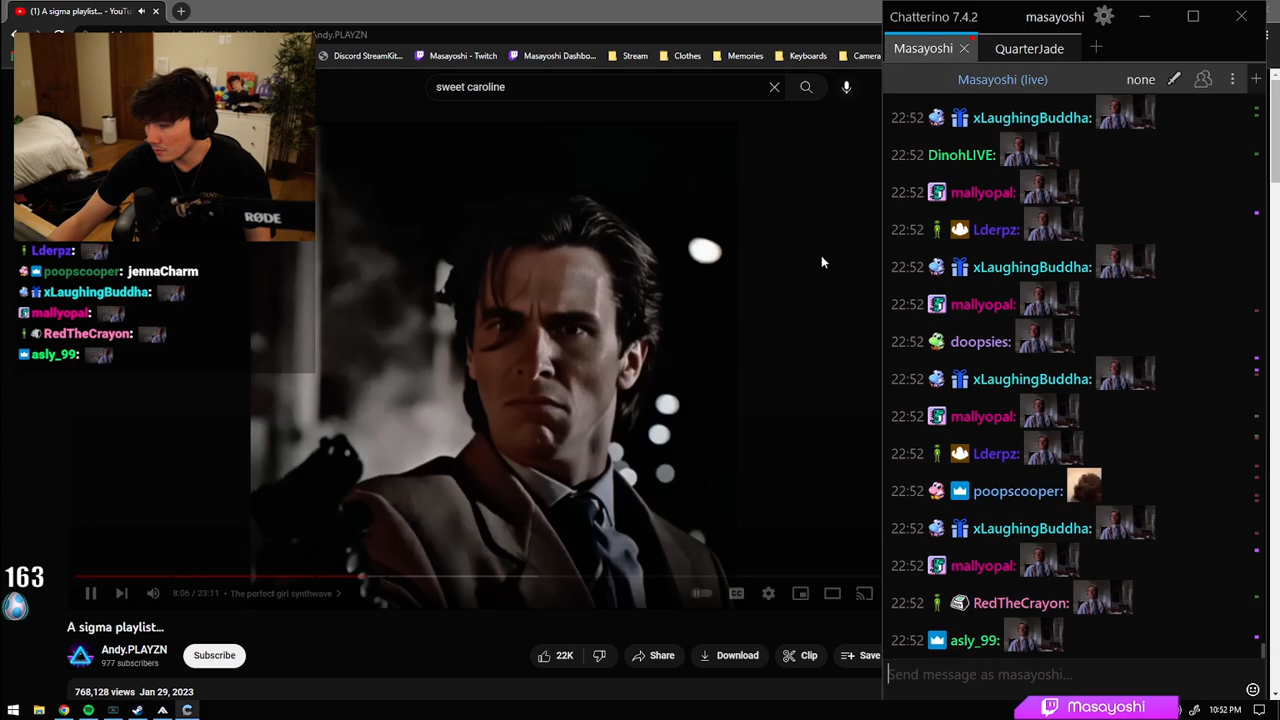 (1) A sigma playlist... - YouTu
Andy.PLAYZN
Discord StreamKit...
Masayoshi - Twitch
Masayoshi Dashbo...
Stream
Clothes
Memories
Keyboards
Camera
sweet caroline
RØDE
Lderpz:
poopscooper: jennaCharm
xLaughingBuddha:
mallyopal:
RedTheCrayon:
asly_99:
163
8:06 / 23:11 • The perfect girl synthwave >
CC
A sigma playlist...
Andy.PLAYZN
977 subscribers
Subscribe
22K
Share
Download
Clip
Save
768,128 views Jan 29, 2023
Chatterino 7.4.2
masayoshi
Masayoshi
QuarterJade
Masayoshi (live)
none
22:52 xLaughingBuddha:
22:52 DinohLIVE:
22:52 mallyopal:
22:52 Lderpz:
22:52 xLaughingBuddha:
22:52 mallyopal:
22:52 doopsies:
22:52 xLaughingBuddha:
22:52 mallyopal:
22:52 Lderpz:
22:52 poopscooper:
22:52 xLaughingBuddha:
22:52 mallyopal:
22:52 RedTheCrayon:
22:52 asly_99:
Send message as masayoshi...
Masayoshi
10:52 PM